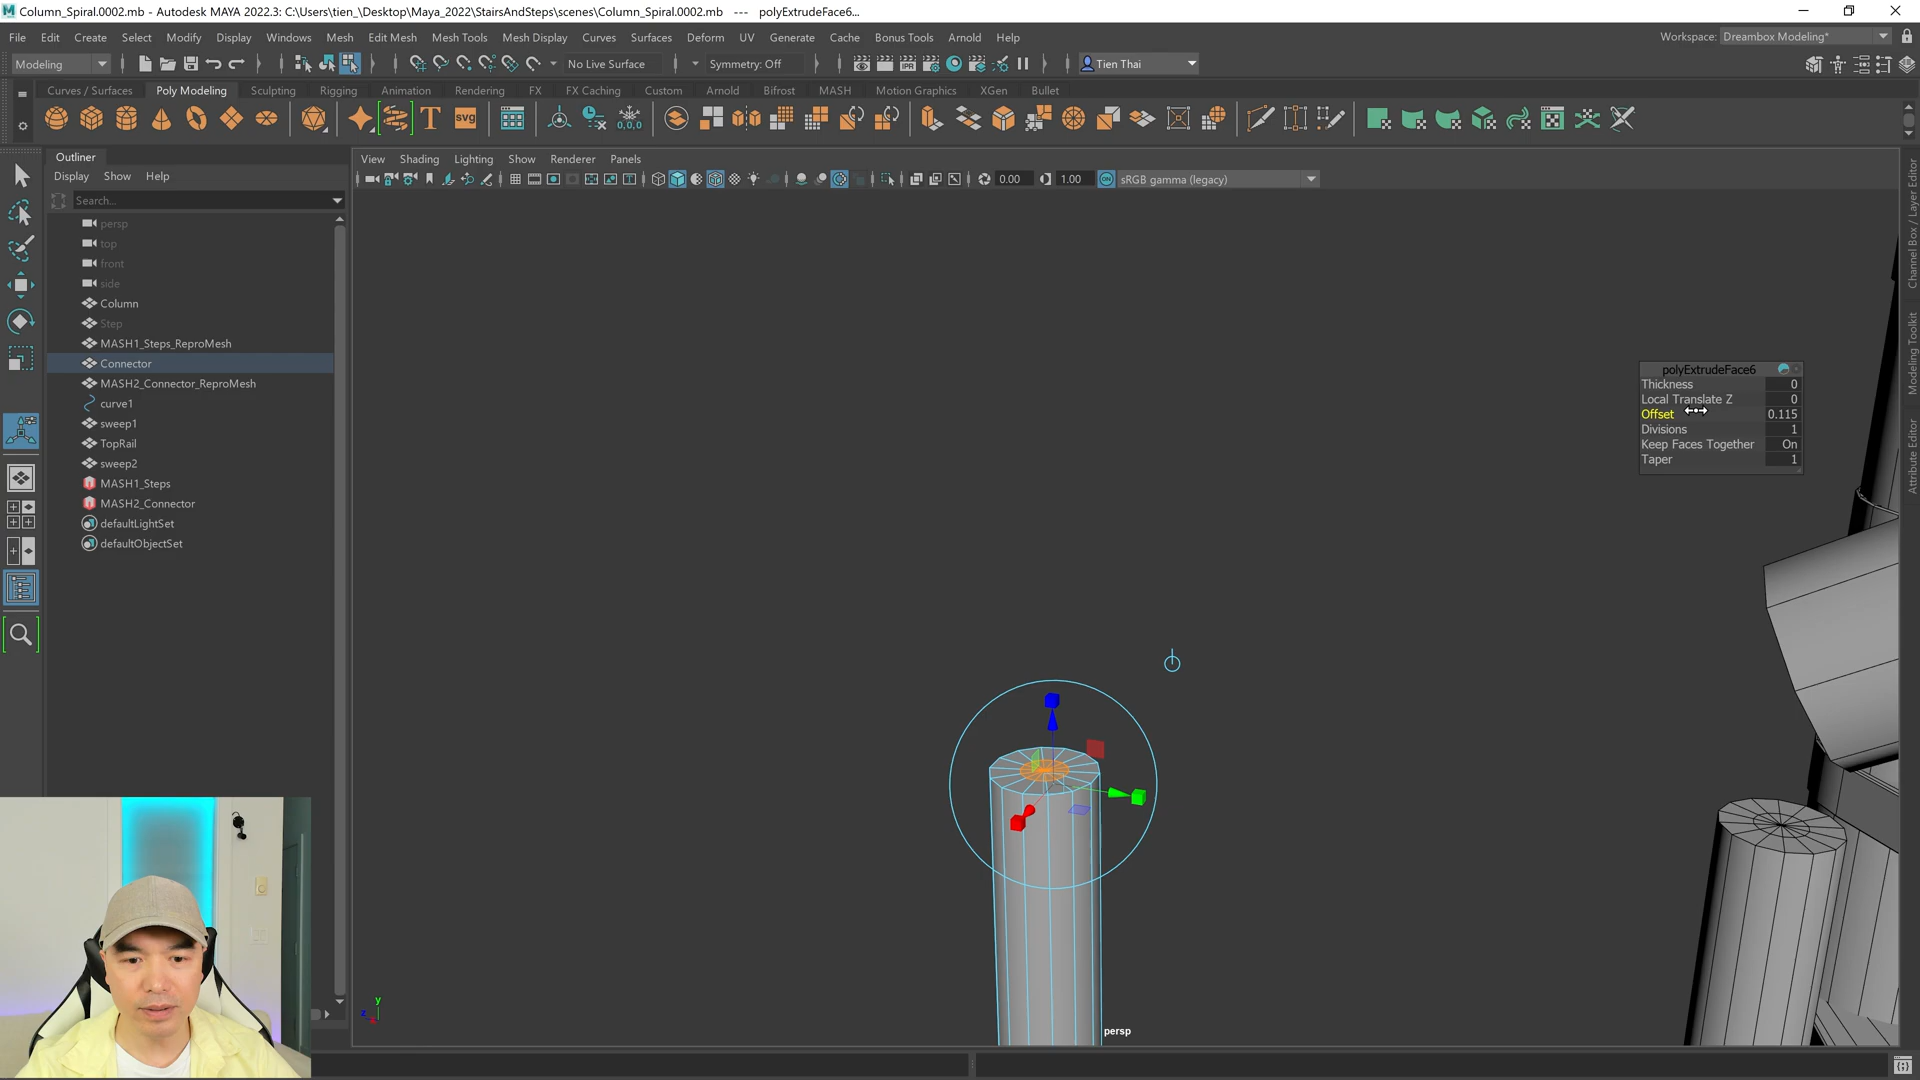 Column_Spiral.0002.mb - Autodesk MAYA 2022.3: C:\Users\tien_\Desktop\Maya_2022\StairsAndSteps\scenes\Column_Spiral.0002.mb --- polyExtrudeFace6...
File Edit Create Select Modify Display Windows Mesh Edit Mesh Mesh Tools Mesh Display Curves Surfaces Deform UV Generate Cache Bonus Tools Arnold Help
Workspace: Dreambox Modeling*
Modeling
No Live Surface
Symmetry: Off
Tien Thai
Curves / Surfaces Poly Modeling Sculpting Rigging Animation Rendering FX FX Caching Custom Arnold Bifrost MASH Motion Graphics XGen Bullet
T
SVG
0,0,0
Outliner
Display Show Help
Search...
persp
top
front
side
Column
Step
MASH1_Steps_ReproMesh
Connector
MASH2_Connector_ReproMesh
curve1
sweep1
TopRail
sweep2
MASH1_Steps
MASH2_Connector
defaultLightSet
defaultObjectSet
View Shading Lighting Show Renderer Panels
0.00
1.00
ON
sRGB gamma (legacy)
polyExtrudeFace6
Thickness 0
Local Translate Z 0
Offset 0.115
Divisions 1
Keep Faces Together On
Taper 1
Channel Box / Layer Editor
Modeling Toolkit
Attribute Editor
y
z
x
persp